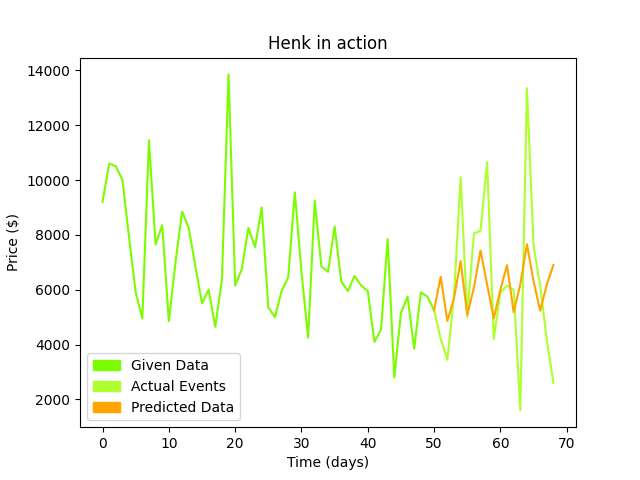 Henk in action
Price ($)
14000
12000
10000
8000
6000
4000
2000
Given Data
Actual Events
Predicted Data
0 10 20 30 40 50 60 70
Time (days)